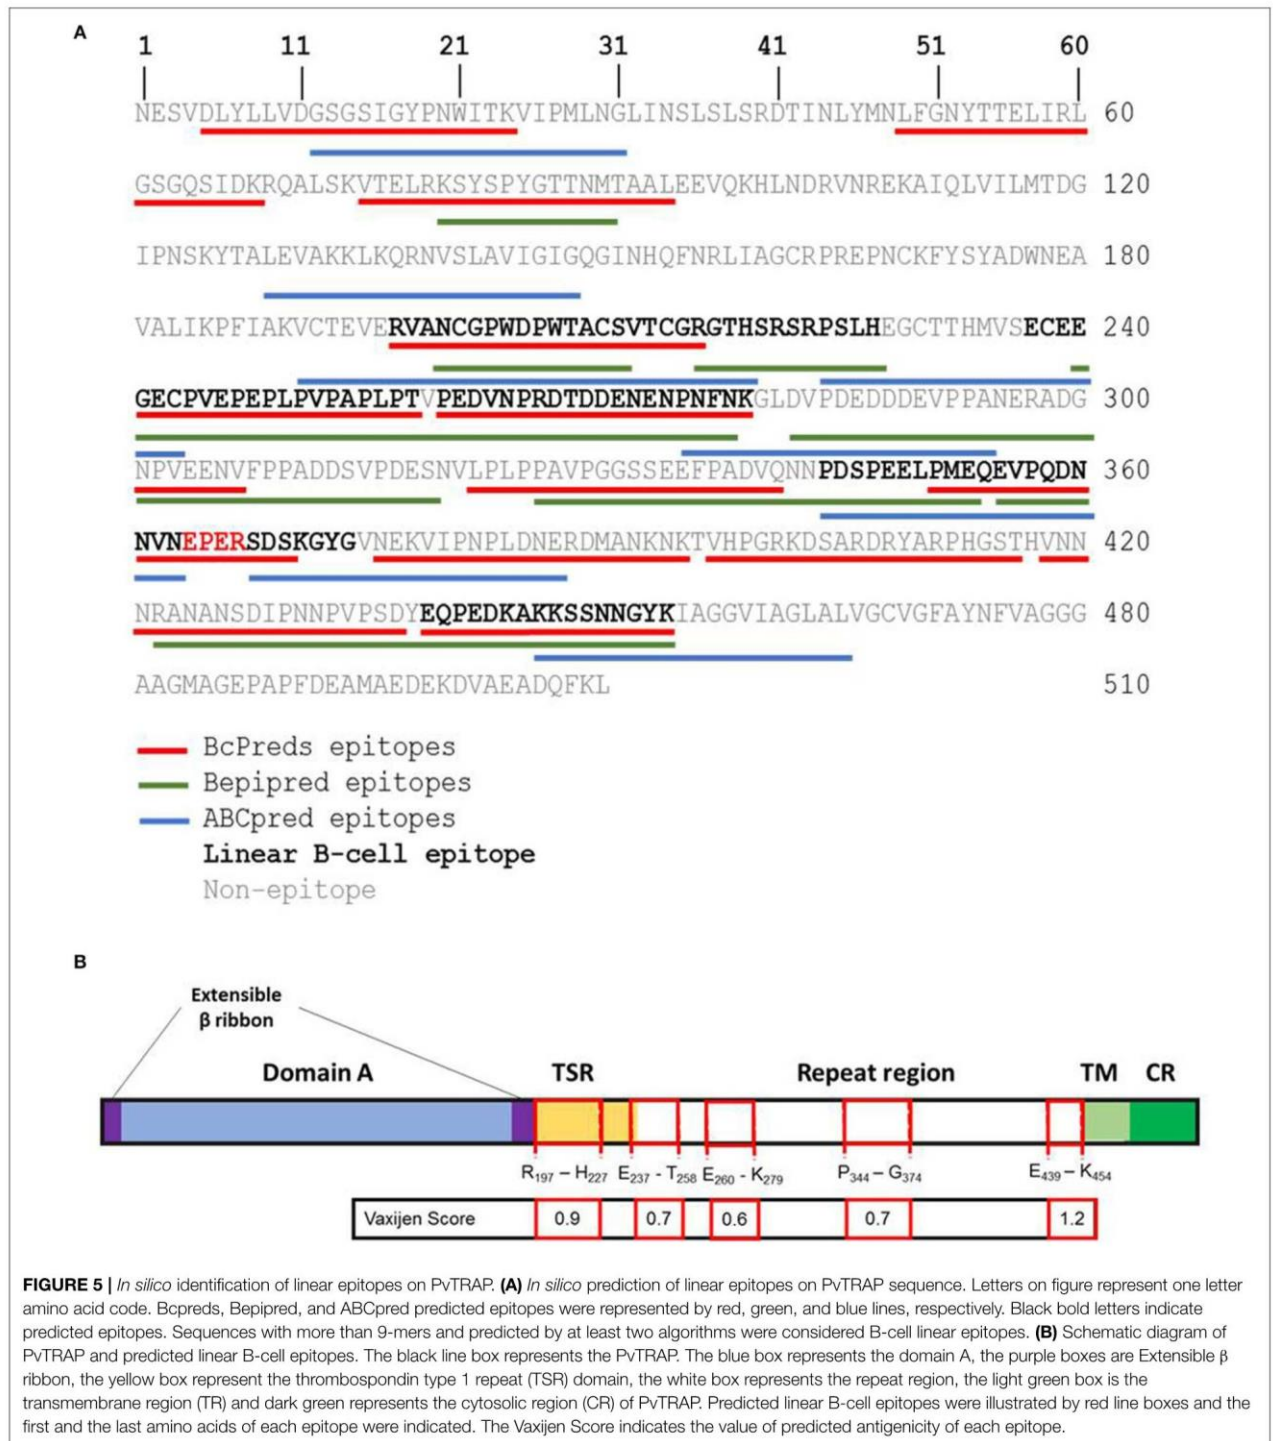 A
1 11 21 31 41 51 60
NESVDLYLLVDGSGSIGYPNWITKVIPMLNGLINSLSLSRDTINLYMNLFGNYTTELIRL 60
GSGQSIDKRQALSKVTELRKSYSPYGTTNMTAALEEVQKHLNDRVNREKAIQLVILMTDG 120
IPNSKYTALEVAKKLKQRNVSLAVIGIGQGINHQFNRLIAGCRPREPNCKFYSYADWNEA 180
VALIKPFIAKVCTEVERVANCGPWDPWTACSVTCGRGTHSRSRPSLHEGCTTHMVSECEE 240
GECPVEPEPLPVPAPLPTVPEDVNPRDTDDENENPNFNKGLDVPDEDDDEVPPANERADG 300
NPVEENVFPPADDSVPDESNVLPLPPAVPGGSSEEFPADVQNNPDSPEELPMEQEVPQDN 360
NVNEPERSDSKGYGVNEKVIPNPLDNERDMANKNKTVHPGRKDSARDRYARPHGSTHVNN 420
NRANANSDIPNNPVPSDYEQPEDKAKKSSNNGYKIAGGVIAGLALVGCVGFAYNFVAGGG 480
AAGMAGEPAPFDEAMAEDEKDVAEADQFKL 510
BcPreds epitopes
Bepipred epitopes
ABCpred epitopes
Linear B-cell epitope
Non-epitope
B
Extensible
β ribbon
Domain A TSR Repeat region TM CR
R197 – H227 E237 - T258 E260 - K279 P344 – G374 E439 – K454
Vaxijen Score 0.9 0.7 0.6 0.7 1.2
FIGURE 5 | In silico identification of linear epitopes on PvTRAP. (A) In silico prediction of linear epitopes on PvTRAP sequence. Letters on figure represent one letter
amino acid code. Bcpreds, Bepipred, and ABCpred predicted epitopes were represented by red, green, and blue lines, respectively. Black bold letters indicate
predicted epitopes. Sequences with more than 9-mers and predicted by at least two algorithms were considered B-cell linear epitopes. (B) Schematic diagram of
PvTRAP and predicted linear B-cell epitopes. The black line box represents the PvTRAP. The blue box represents the domain A, the purple boxes are Extensible β
ribbon, the yellow box represent the thrombospondin type 1 repeat (TSR) domain, the white box represents the repeat region, the light green box is the
transmembrane region (TR) and dark green represents the cytosolic region (CR) of PvTRAP. Predicted linear B-cell epitopes were illustrated by red line boxes and the
first and the last amino acids of each epitope were indicated. The Vaxijen Score indicates the value of predicted antigenicity of each epitope.